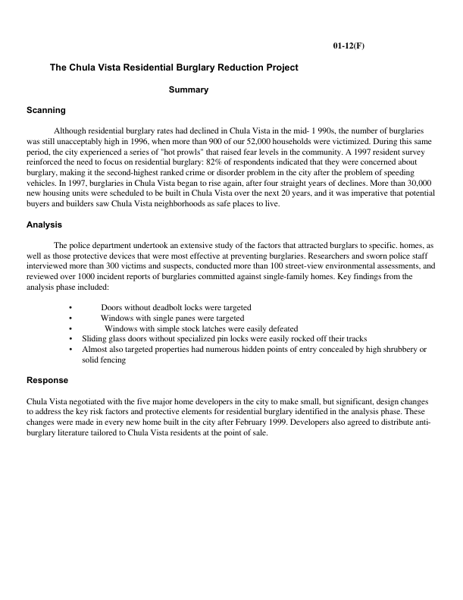 01-12(F)
The Chula Vista Residential Burglary Reduction Project
Summary
Scanning
Although residential burglary rates had declined in Chula Vista in the mid- 1 990s, the number of burglaries
was still unacceptably high in 1996, when more than 900 of our 52,000 households were victimized. During this same
period, the city experienced a series of "hot prowls" that raised fear levels in the community. A 1997 resident survey
reinforced the need to focus on residential burglary: 82% of respondents indicated that they were concerned about
burglary, making it the second-highest ranked crime or disorder problem in the city after the problem of speeding
vehicles. In 1997, burglaries in Chula Vista began to rise again, after four straight years of declines. More than 30,000
new housing units were scheduled to be built in Chula Vista over the next 20 years, and it was imperative that potential
buyers and builders saw Chula Vista neighborhoods as safe places to live.
Analysis
The police department undertook an extensive study of the factors that attracted burglars to specific. homes, as
well as those protective devices that were most effective at preventing burglaries. Researchers and sworn police staff
interviewed more than 300 victims and suspects, conducted more than 100 street-view environmental assessments, and
reviewed over 1000 incident reports of burglaries committed against single-family homes. Key findings from the
analysis phase included:
• Doors without deadbolt locks were targeted
• Windows with single panes were targeted
• Windows with simple stock latches were easily defeated
• Sliding glass doors without specialized pin locks were easily rocked off their tracks
• Almost also targeted properties had numerous hidden points of entry concealed by high shrubbery or
solid fencing
Response
Chula Vista negotiated with the five major home developers in the city to make small, but significant, design changes
to address the key risk factors and protective elements for residential burglary identified in the analysis phase. These
changes were made in every new home built in the city after February 1999. Developers also agreed to distribute anti-
burglary literature tailored to Chula Vista residents at the point of sale.